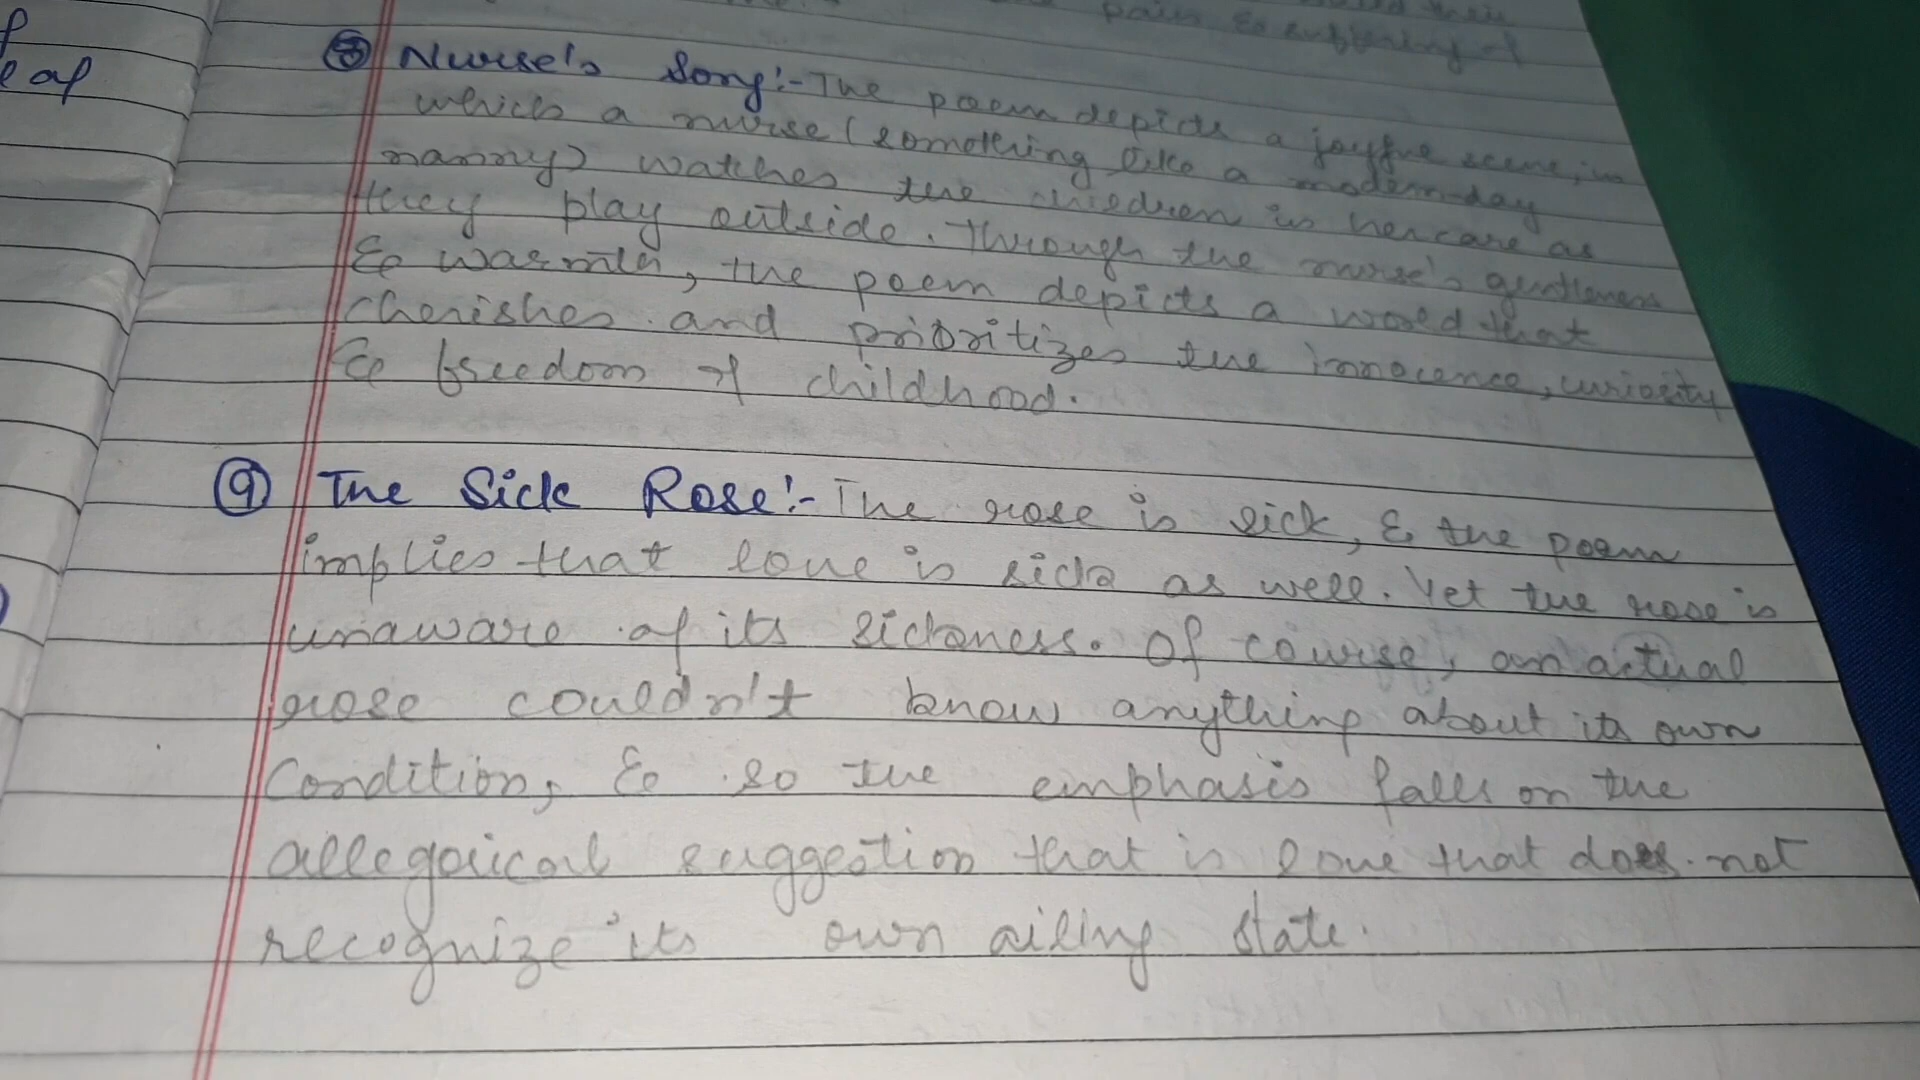 pain & suffering of
f
eaf
⑧ Nurse's Song:- The poem depicts a joyful scene, in
which a nurse (something like a modern-day
nanny) watches the children in her care as
they play outside. Through the nurse's gentleness
& warmth, the poem depicts a world that
cherishes and prioritizes the innocence, curiosity
& freedom of childhood.
⑨ The Sick Rose:- The rose is sick, & the poem
implies that love is sick as well. Yet the rose is
unaware of its sickness. Of course, an actual
rose couldn't know anything about its own
Condition, & so the emphasis falls on the
allegorical suggestion that is love that does not
recognize its own ailing state.